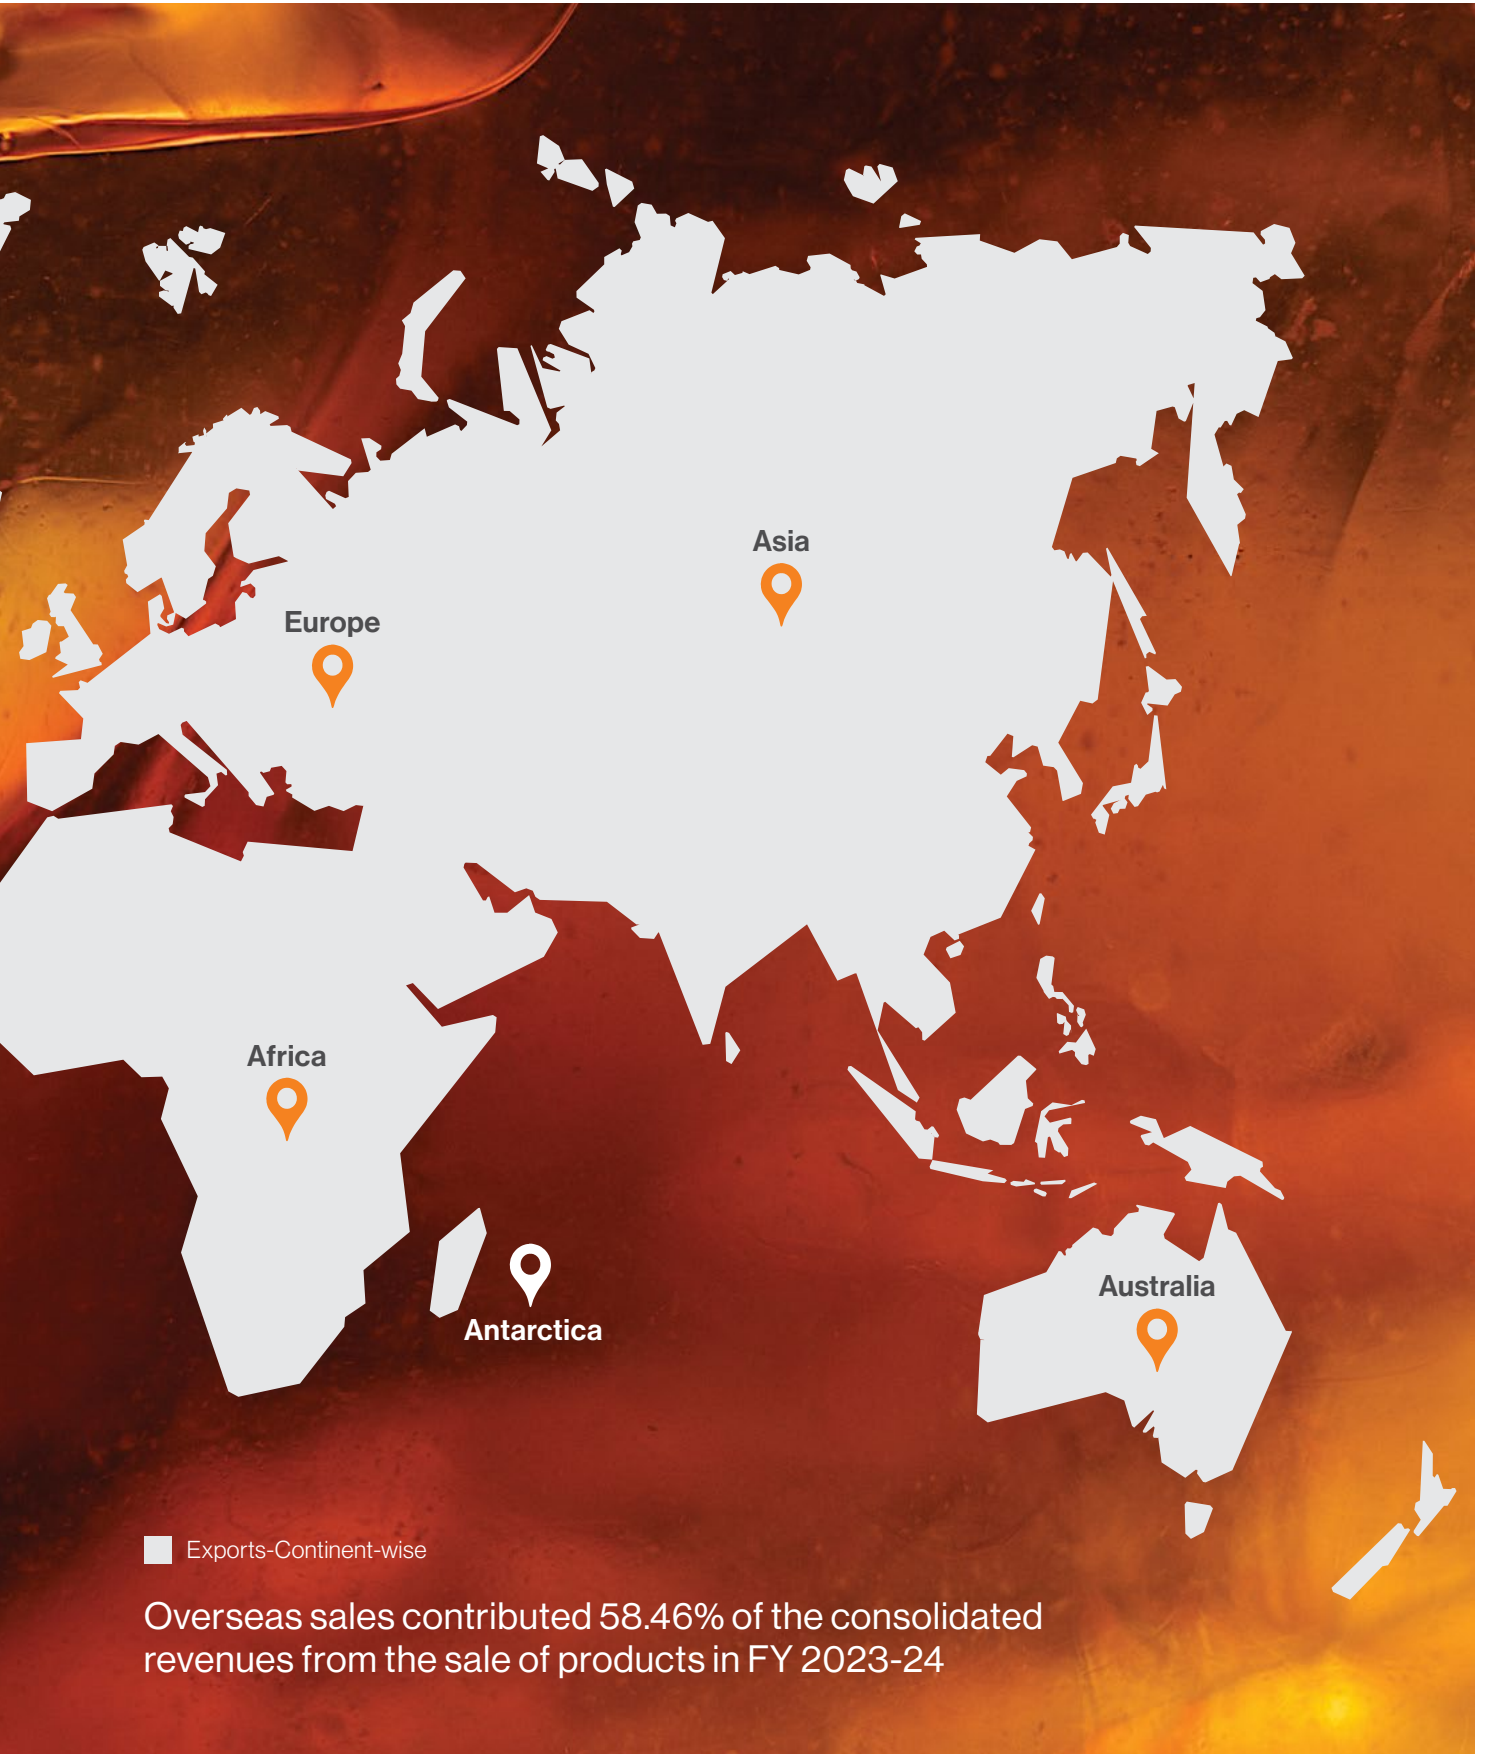 Asia
Europe
Africa
Australia
Antarctica
Exports-Continent-wise
Overseas sales contributed 58.46% of the consolidated
revenues from the sale of products in FY 2023-24